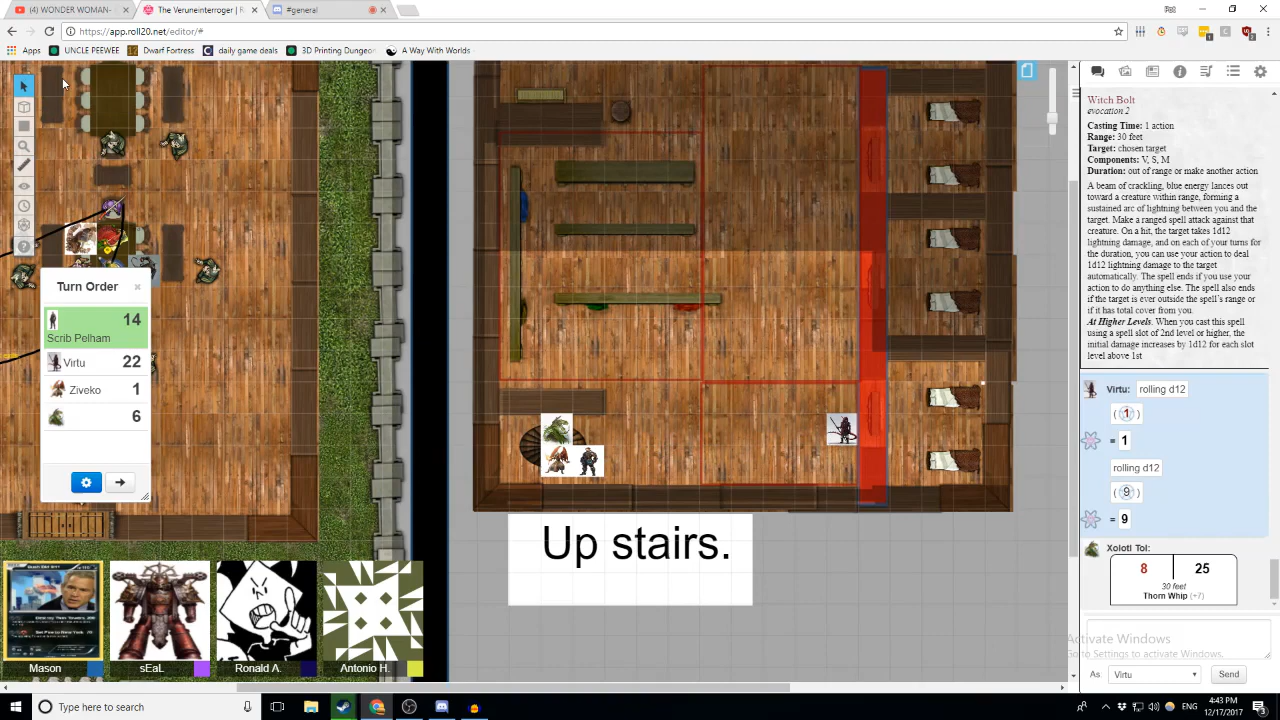 (4) WONDER WOMAN-
The Veruneinterroger | R
#general
https://app.roll20.net/editor/#
Apps
UNCLE PEEWEE
Dwarf Fortress
daily game deals
3D Printing Dungeon
A Way With Worlds
Turn Order
14
Scrib Pelham
Virtu
22
Ziveko
1
6
Up stairs.
Mason
sEaL
Ronald A.
Antonio H.
Witch Bolt
evocation 2
Casting Time: 1 action
Range: 30 feet
Target: chosen target
Components: V, S, M
Duration: out of range or make another action
A beam of crackling, blue energy lances out
toward a creature within range, forming a
sustained arc of lightning between you and the
target. Make a ranged spell attack against that
creature. On a hit, the target takes 1d12
lightning damage, and on each of your turns for
the duration, you can use your action to deal
1d12 lightning damage to the target
automatically. The spell ends if you use your
action to do anything else. The spell also ends
if the target is ever outside the spell's range or
if it has total cover from you.
At Higher Levels. When you cast this spell
using a spell slot of 2nd level or higher, the
initial damage increases by 1d12 for each slot
level above 1st
Virtu: rolling d12
(1)
= 1
rolling d12
(9)
= 9
Xolotl Tol:
8
25
30 feet
Thorn Whip (+7)
Activate Windows
Go to Settings to activate Windows.
As
Virtu
Send
Type here to search
ENG
4:43 PM
12/17/2017